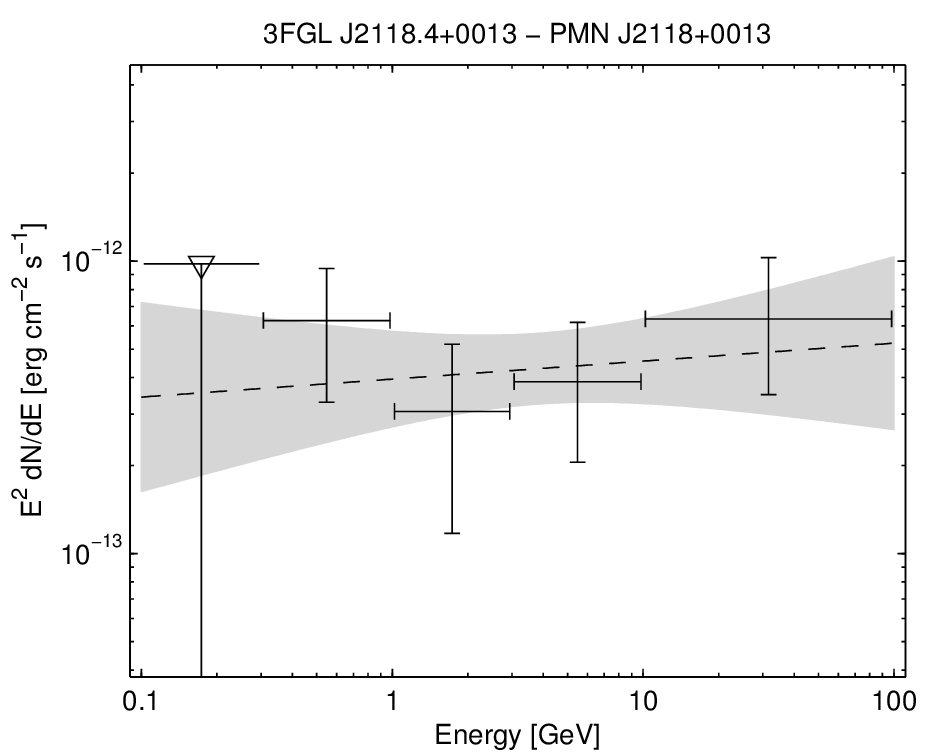 3FGL J2118.4+0013 − PMN J2118+0013
E² dN/dE [erg cm⁻² s⁻¹]
10⁻¹²
10⁻¹³
0.1 1 10 100
Energy [GeV]